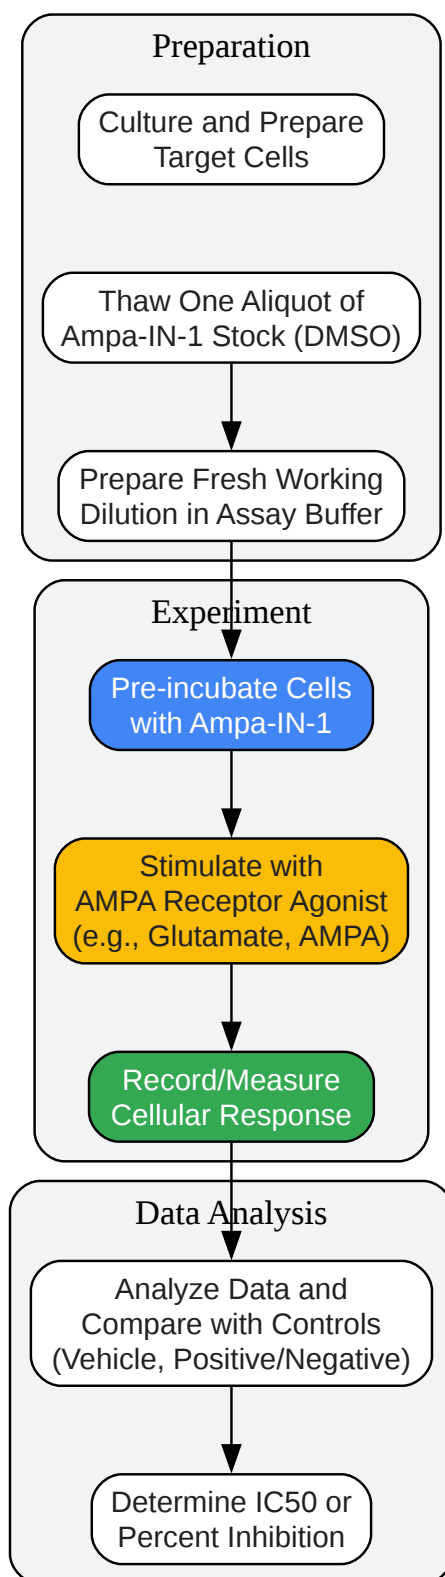 Preparation
Culture and Prepare
Target Cells
Thaw One Aliquot of
Ampa-IN-1 Stock (DMSO)
Prepare Fresh Working
Dilution in Assay Buffer
Experiment
Pre-incubate Cells
with Ampa-IN-1
Stimulate with
AMPA Receptor Agonist
(e.g., Glutamate, AMPA)
Record/Measure
Cellular Response
Data Analysis
Analyze Data and
Compare with Controls
(Vehicle, Positive/Negative)
Determine IC50 or
Percent Inhibition